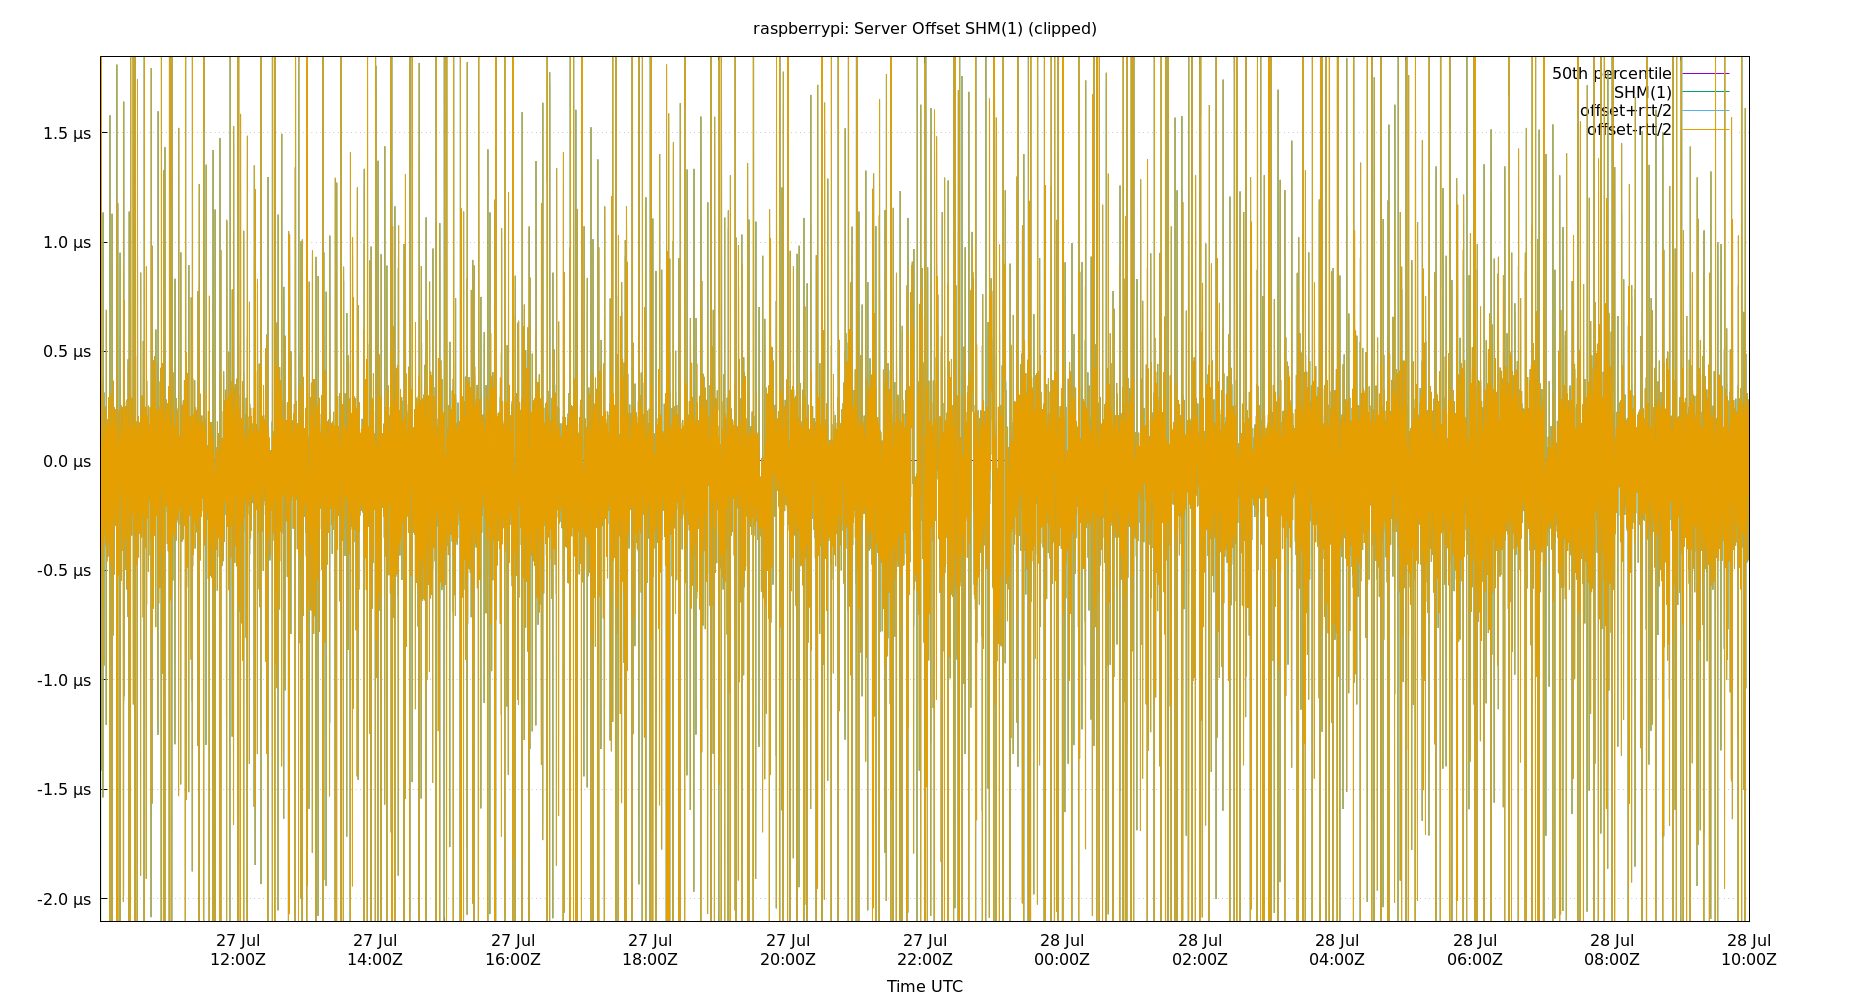 raspberrypi: Server Offset SHM(1) (clipped)
50th percentile
SHM(1)
offset+rtt/2
offset-rtt/2
1.5 µs
1.0 µs
0.5 µs
0.0 µs
-0.5 µs
-1.0 µs
-1.5 µs
-2.0 µs
27 Jul 27 Jul 27 Jul 27 Jul 27 Jul 27 Jul 28 Jul 28 Jul 28 Jul 28 Jul 28 Jul 28 Jul
12:00Z 14:00Z 16:00Z 18:00Z 20:00Z 22:00Z 00:00Z 02:00Z 04:00Z 06:00Z 08:00Z 10:00Z
Time UTC